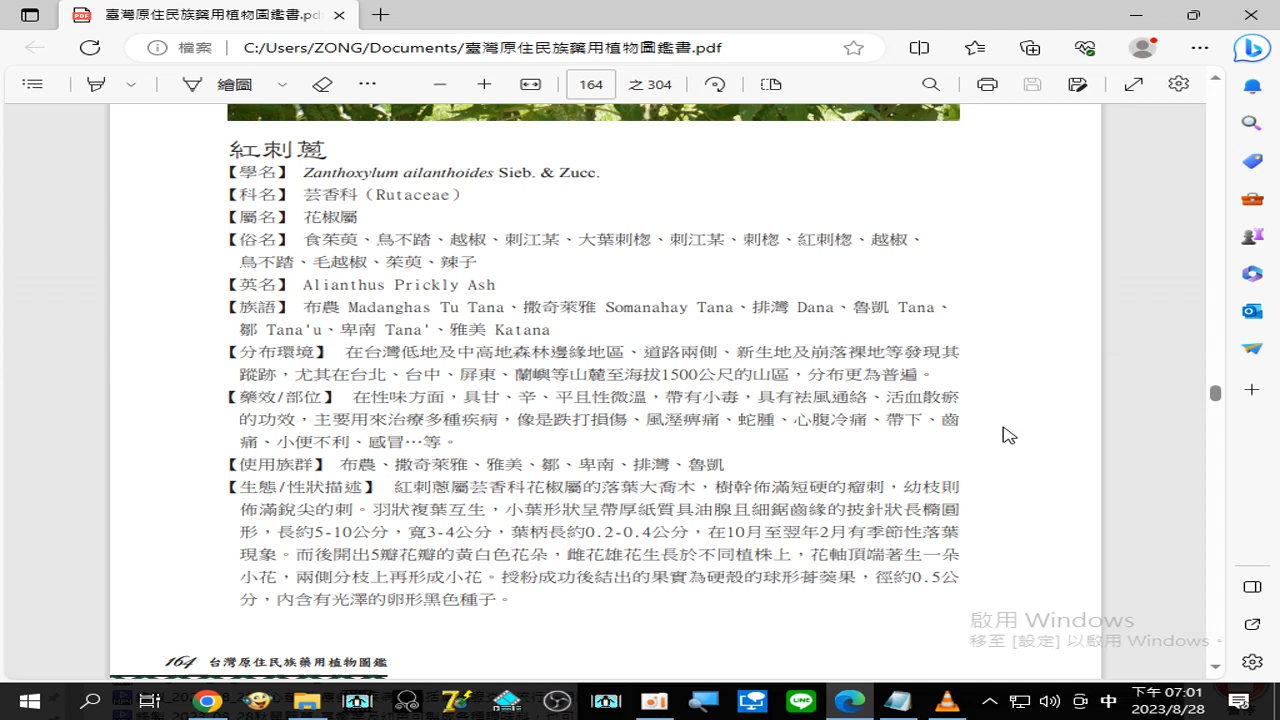 臺灣原住民族藥用植物圖鑑書.pd
檔案 C:/Users/ZONG/Documents/臺灣原住民族藥用植物圖鑑書.pdf
繪圖 164 之 304
紅刺蔥
【學名】 Zanthoxylum ailanthoides Sieb. & Zucc.
【科名】 芸香科（Rutaceae）
【屬名】 花椒屬
【俗名】 食茱萸、鳥不踏、越椒、刺江某、大葉刺楤、刺江某、刺楤、紅刺楤、越椒、
鳥不踏、毛越椒、茱萸、辣子
【英名】 Alianthus Prickly Ash
【族語】 布農 Madanghas Tu Tana、撒奇萊雅 Somanahay Tana、排灣 Dana、魯凱 Tana、
鄒 Tana'u、卑南 Tana'、雅美 Katana
【分布環境】 在台灣低地及中高地森林邊緣地區、道路兩側、新生地及崩落裸地等發現其
蹤跡，尤其在台北、台中、屏東、蘭嶼等山麓至海拔1500公尺的山區，分布更為普遍。
【藥效/部位】 在性味方面，具甘、辛、平且性微溫，帶有小毒，具有祛風通絡、活血散瘀
的功效，主要用來治療多種疾病，像是跌打損傷、風溼痹痛、蛇腫、心腹冷痛、帶下、齒
痛、小便不利、感冒…等。
【使用族群】 布農、撒奇萊雅、雅美、鄒、卑南、排灣、魯凱
【生態/性狀描述】 紅刺蔥屬芸香科花椒屬的落葉大喬木，樹幹佈滿短硬的瘤刺，幼枝則
佈滿銳尖的刺。羽狀複葉互生，小葉形狀呈帶厚紙質具油腺且細鋸齒緣的披針狀長橢圓
形，長約5-10公分，寬3-4公分，葉柄長約0.2-0.4公分，在10月至翌年2月有季節性落葉
現象。而後開出5瓣花瓣的黃白色花朵，雌花雄花生長於不同植株上，花軸頂端著生一朵
小花，兩側分枝上再形成小花。授粉成功後結出的果實為硬殼的球形蓇葖果，徑約0.5公
分，內含有光澤的卵形黑色種子。
啟用 Windows
移至 [設定] 以啟用 Windows。
164 台灣原住民族藥用植物圖鑑
中
下午 07:01
2023/8/28